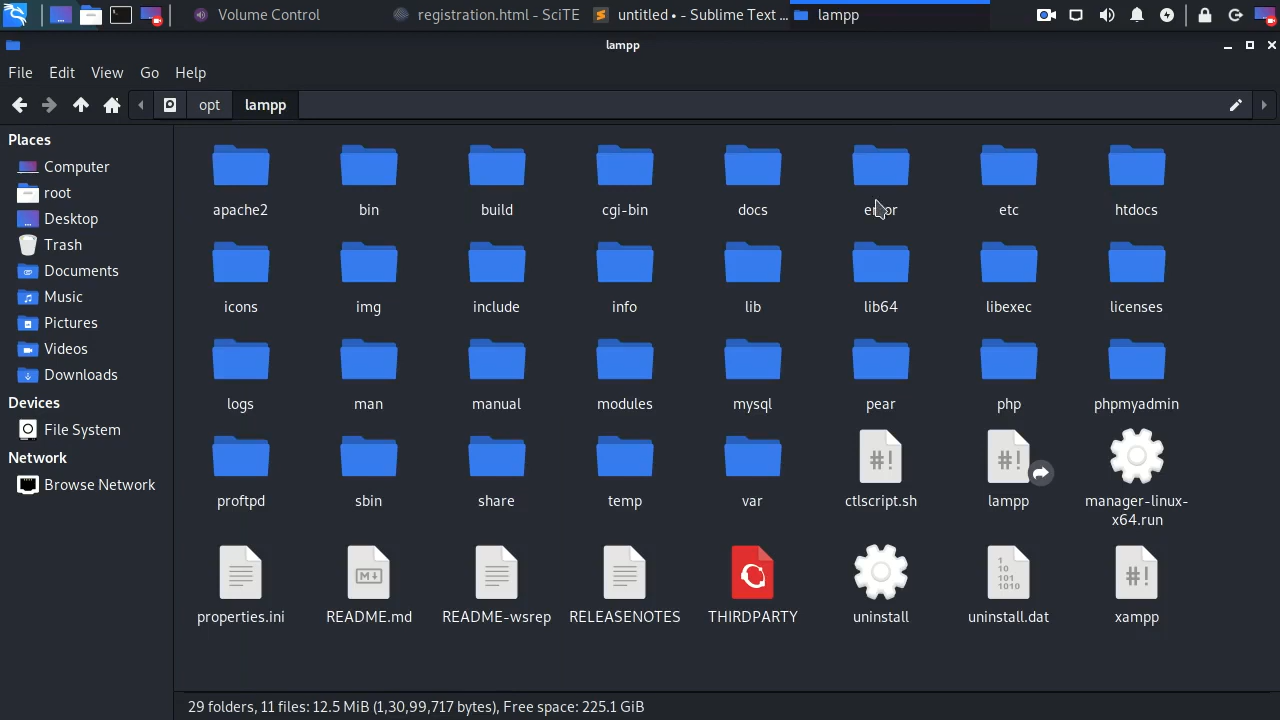 Volume Control
registration.html - SciTE
untitled • - Sublime Text ...
lampp
lampp
File Edit View Go Help
opt lampp
Places
Computer
root
Desktop
Trash
Documents
Music
Pictures
Videos
Downloads
Devices
File System
Network
Browse Network
apache2 bin build cgi-bin docs error etc htdocs
icons img include info lib lib64 libexec licenses
logs man manual modules mysql pear php phpmyadmin
proftpd sbin share temp var ctlscript.sh lampp manager-linux-
x64.run
properties.ini README.md README-wsrep RELEASENOTES THIRDPARTY uninstall uninstall.dat xampp
29 folders, 11 files: 12.5 MiB (1,30,99,717 bytes), Free space: 225.1 GiB